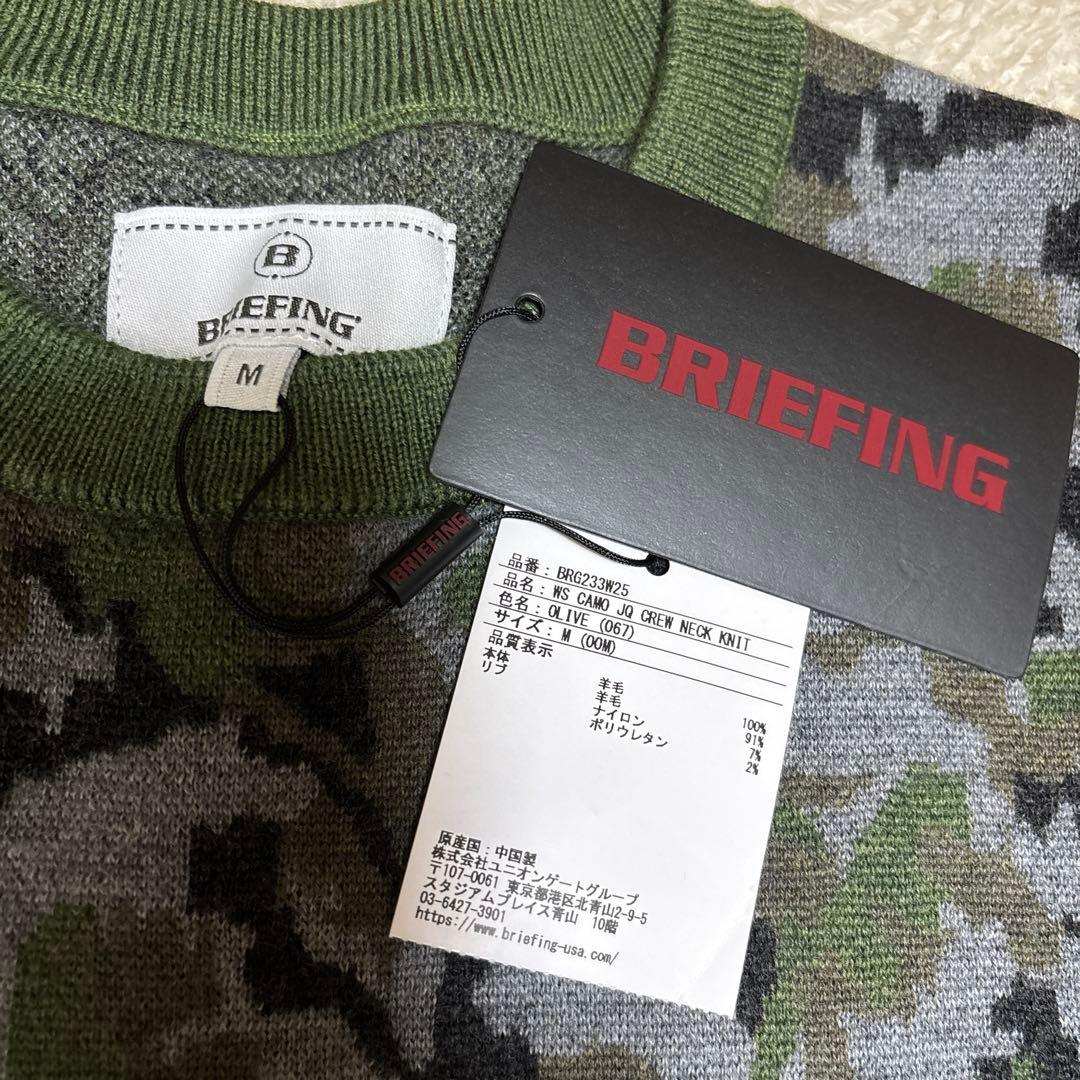 B
BRIEFING
M
BRIEFING
BRIEFING
品番：BRG233W25
品名：WS CAMO JQ CREW NECK KNIT
色名：OLIVE (067)
サイズ：M (00M)
品質表示
本体 羊毛 100%
リブ 羊毛 91%
ナイロン 7%
ポリウレタン 2%
原産国：中国製
株式会社ユニオンゲートグループ
〒107-0061 東京都港区北青山2-9-5
スタジアムプレイス青山 10階
03-6427-3901
https://www.briefing-usa.com/